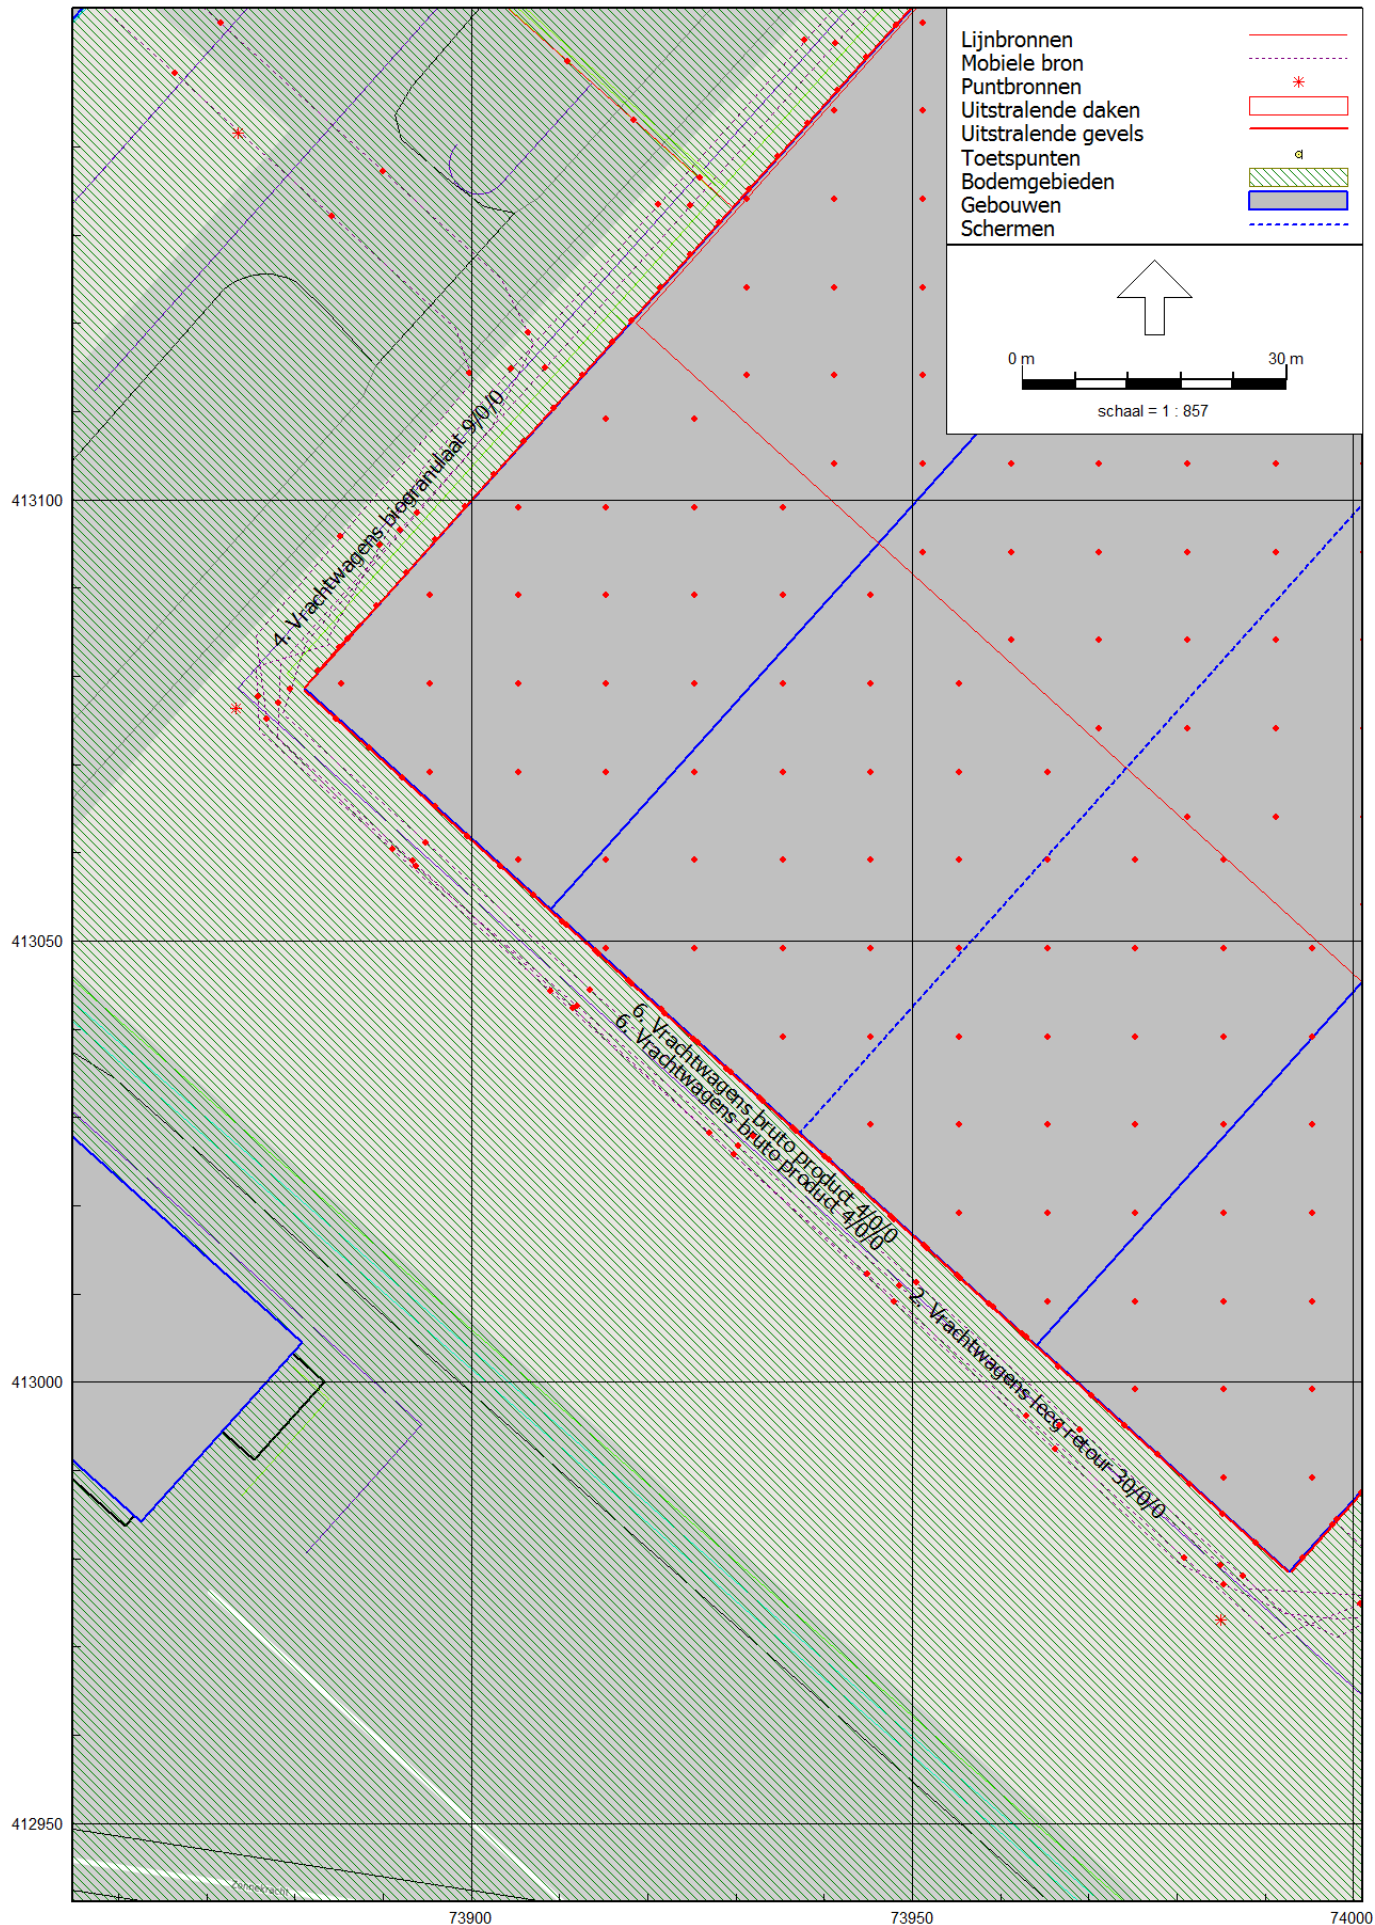 Lijnbronnen
Mobiele bron
Puntbronnen
Uitstralende daken
Uitstralende gevels
Toetspunten
Bodemgebieden
Gebouwen
Schermen
0 m
30 m
schaal = 1 : 857
4. Vrachtwagens biogranulaat 9/0/0
413100
413050
6. Vrachtwagens bruto product 4/0/0
6. Vrachtwagens bruto product 4/0/0
2. Vrachtwagens leeg retour 30/0/0
413000
412950
Zonnekracht
73900
73950
74000